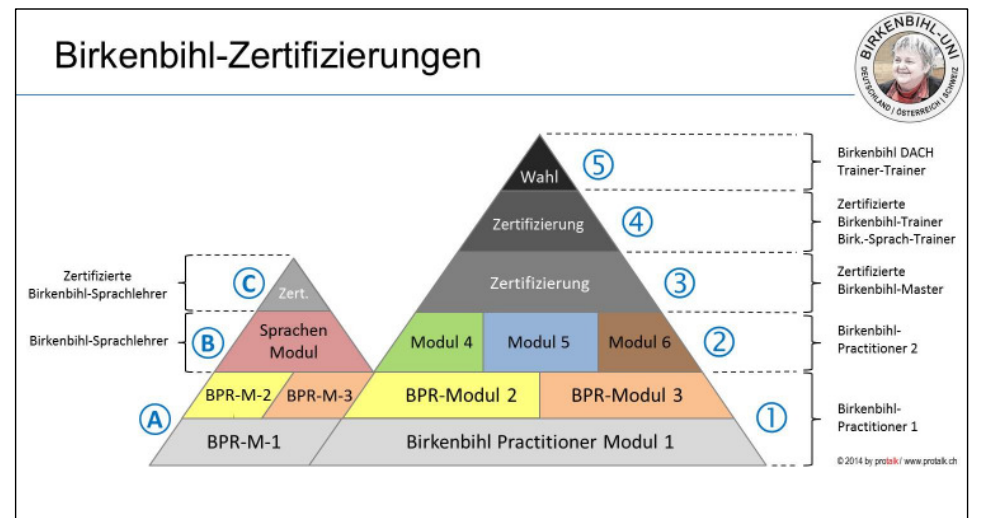 Birkenbihl-Zertifizierungen
BIRKENBIHL-UNI
DEUTSCHLAND | ÖSTERREICH | SCHWEIZ
Wahl
5
Birkenbihl DACH
Trainer-Trainer
Zertifizierung
4
Zertifizierte
Birkenbihl-Trainer
Birk.-Sprach-Trainer
Zertifizierte
Birkenbihl-Sprachlehrer
C
Zert.
Zertifizierung
3
Zertifizierte
Birkenbihl-Master
Birkenbihl-Sprachlehrer
B
Sprachen
Modul
Modul 4
Modul 5
Modul 6
2
Birkenbihl-
Practitioner 2
A
BPR-M-2
BPR-M-3
BPR-Modul 2
BPR-Modul 3
1
Birkenbihl-
Practitioner 1
BPR-M-1
Birkenbihl Practitioner Modul 1
© 2014 by protalk/ www.protalk.ch